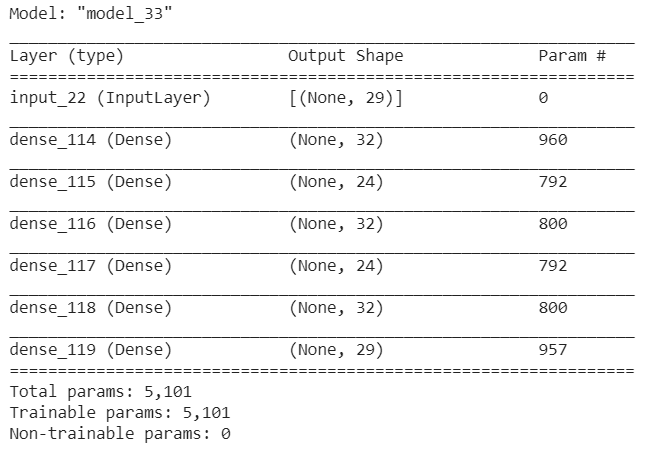 Model: "model_33"
Layer (type) Output Shape Param #
input_22 (InputLayer) [(None, 29)] 0
dense_114 (Dense) (None, 32) 960
dense_115 (Dense) (None, 24) 792
dense_116 (Dense) (None, 32) 800
dense_117 (Dense) (None, 24) 792
dense_118 (Dense) (None, 32) 800
dense_119 (Dense) (None, 29) 957
Total params: 5,101
Trainable params: 5,101
Non-trainable params: 0